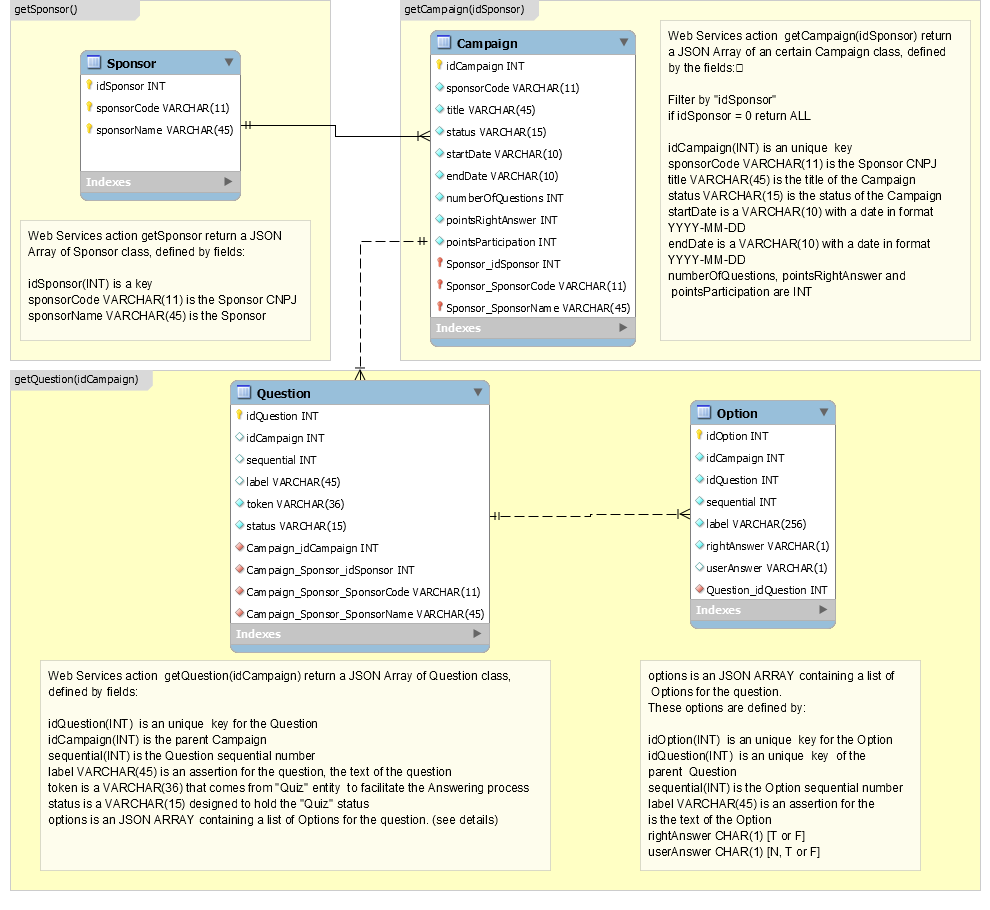 getSponsor()
Sponsor
idSponsor INT
sponsorCode VARCHAR(11)
sponsorName VARCHAR(45)
Indexes
Web Services action getSponsor return a JSON
Array of Sponsor class, defined by fields:
idSponsor(INT) is a key
sponsorCode VARCHAR(11) is the Sponsor CNPJ
sponsorName VARCHAR(45) is the Sponsor
getCampaign(idSponsor)
Campaign
idCampaign INT
sponsorCode VARCHAR(11)
title VARCHAR(45)
status VARCHAR(15)
startDate VARCHAR(10)
endDate VARCHAR(10)
numberOfQuestions INT
pointsRightAnswer INT
pointsParticipation INT
Sponsor_idSponsor INT
Sponsor_SponsorCode VARCHAR(11)
Sponsor_SponsorName VARCHAR(45)
Indexes
Web Services action  getCampaign(idSponsor) return
a JSON Array of an certain Campaign class, defined
by the fields:□
Filter by "idSponsor"
if idSponsor = 0 return ALL
idCampaign(INT) is an unique  key
sponsorCode VARCHAR(11) is the Sponsor CNPJ
title VARCHAR(45) is the title of the Campaign
status VARCHAR(15) is the status of the Campaign
startDate is a VARCHAR(10) with a date in format
YYYY-MM-DD
endDate is a VARCHAR(10) with a date in format
YYYY-MM-DD
numberOfQuestions, pointsRightAnswer and
pointsParticipation are INT
getQuestion(idCampaign)
Question
idQuestion INT
idCampaign INT
sequential INT
label VARCHAR(45)
token VARCHAR(36)
status VARCHAR(15)
Campaign_idCampaign INT
Campaign_Sponsor_idSponsor INT
Campaign_Sponsor_SponsorCode VARCHAR(11)
Campaign_Sponsor_SponsorName VARCHAR(45)
Indexes
Option
idOption INT
idCampaign INT
idQuestion INT
sequential INT
label VARCHAR(256)
rightAnswer VARCHAR(1)
userAnswer VARCHAR(1)
Question_idQuestion INT
Indexes
Web Services action  getQuestion(idCampaign) return a JSON Array of Question class,
defined by fields:
idQuestion(INT)  is an unique  key for the Question
idCampaign(INT) is the parent Campaign
sequential(INT) is the Question sequential number
label VARCHAR(45) is an assertion for the question, the text of the question
token is a VARCHAR(36) that comes from "Quiz" entity  to facilitate the Answering process
status is a VARCHAR(15) designed to hold the "Quiz" status
options is an JSON ARRAY containing a list of Options for the question. (see details)
options is an JSON ARRAY containing a list of
Options for the question.
These options are defined by:
idOption(INT)  is an unique  key for the Option
idQuestion(INT)  is an unique  key  of the
parent  Question
sequential(INT) is the Option sequential number
label VARCHAR(45) is an assertion for the
is the text of the Option
rightAnswer CHAR(1) [T or F]
userAnswer CHAR(1) [N, T or F]